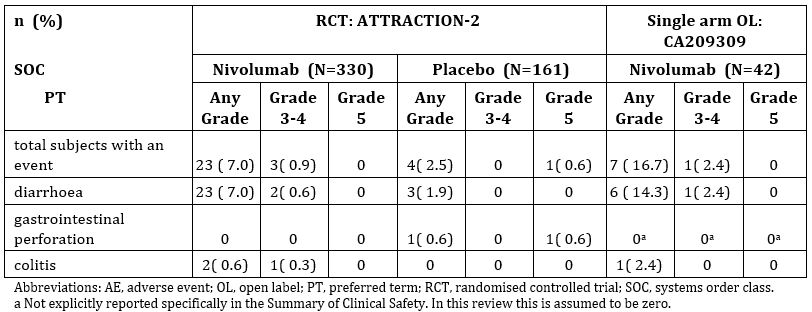 n (%) RCT: ATTRACTION-2 Single arm OL:
CA209309
SOC Nivolumab (N=330) Placebo (N=161) Nivolumab (N=42)
PT Any Grade Grade Any Grade Grade Any Grade Grade
Grade 3-4 5 Grade 3-4 5 Grade 3-4 5
total subjects with an
event 23 ( 7.0) 3( 0.9) 0 4( 2.5) 0 1( 0.6) 7 ( 16.7) 1( 2.4) 0
diarrhoea 23 ( 7.0) 2( 0.6) 0 3( 1.9) 0 0 6 ( 14.3) 1( 2.4) 0
gastrointestinal
perforation 0 0 0 1( 0.6) 0 1( 0.6) 0ᵃ 0ᵃ 0ᵃ
colitis 2( 0.6) 1( 0.3) 0 0 0 0 1( 2.4) 0 0
Abbreviations: AE, adverse event; OL, open label; PT, preferred term; RCT, randomised controlled trial; SOC, systems order class.
a Not explicitly reported specifically in the Summary of Clinical Safety. In this review this is assumed to be zero.